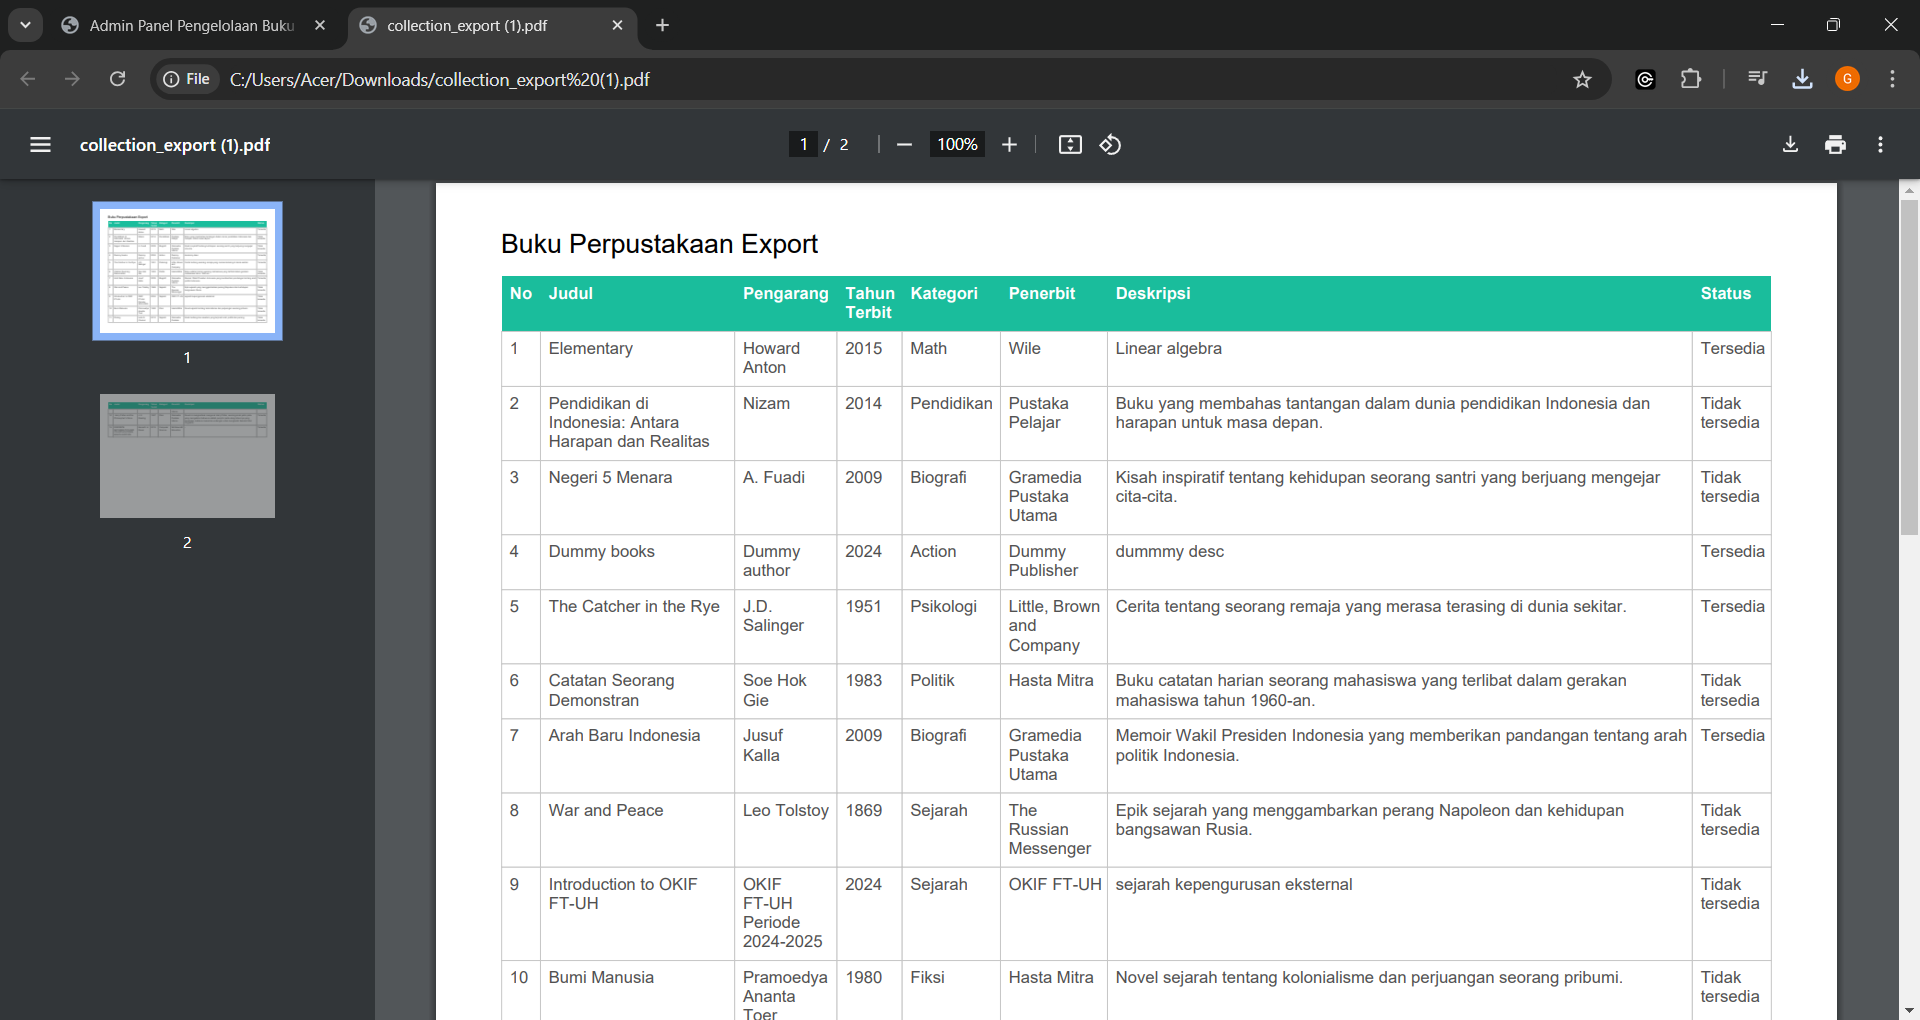 Admin Panel Pengelolaan Buku
collection_export (1).pdf
File
C:/Users/Acer/Downloads/collection_export%20(1).pdf
G
collection_export (1).pdf
1 / 2
100%
1
2
Buku Perpustakaan Export
No Judul Pengarang Tahun Terbit Kategori Penerbit Deskripsi Status
1 Elementary Howard Anton 2015 Math Wile Linear algebra Tersedia
2 Pendidikan di Indonesia: Antara Harapan dan Realitas Nizam 2014 Pendidikan Pustaka Pelajar Buku yang membahas tantangan dalam dunia pendidikan Indonesia dan harapan untuk masa depan. Tidak tersedia
3 Negeri 5 Menara A. Fuadi 2009 Biografi Gramedia Pustaka Utama Kisah inspiratif tentang kehidupan seorang santri yang berjuang mengejar cita-cita. Tidak tersedia
4 Dummy books Dummy author 2024 Action Dummy Publisher dummmy desc Tersedia
5 The Catcher in the Rye J.D. Salinger 1951 Psikologi Little, Brown and Company Cerita tentang seorang remaja yang merasa terasing di dunia sekitar. Tersedia
6 Catatan Seorang Demonstran Soe Hok Gie 1983 Politik Hasta Mitra Buku catatan harian seorang mahasiswa yang terlibat dalam gerakan mahasiswa tahun 1960-an. Tidak tersedia
7 Arah Baru Indonesia Jusuf Kalla 2009 Biografi Gramedia Pustaka Utama Memoir Wakil Presiden Indonesia yang memberikan pandangan tentang arah politik Indonesia. Tersedia
8 War and Peace Leo Tolstoy 1869 Sejarah The Russian Messenger Epik sejarah yang menggambarkan perang Napoleon dan kehidupan bangsawan Rusia. Tidak tersedia
9 Introduction to OKIF FT-UH OKIF FT-UH Periode 2024-2025 2024 Sejarah OKIF FT-UH sejarah kepengurusan eksternal Tidak tersedia
10 Bumi Manusia Pramoedya Ananta Toer 1980 Fiksi Hasta Mitra Novel sejarah tentang kolonialisme dan perjuangan seorang pribumi. Tidak tersedia